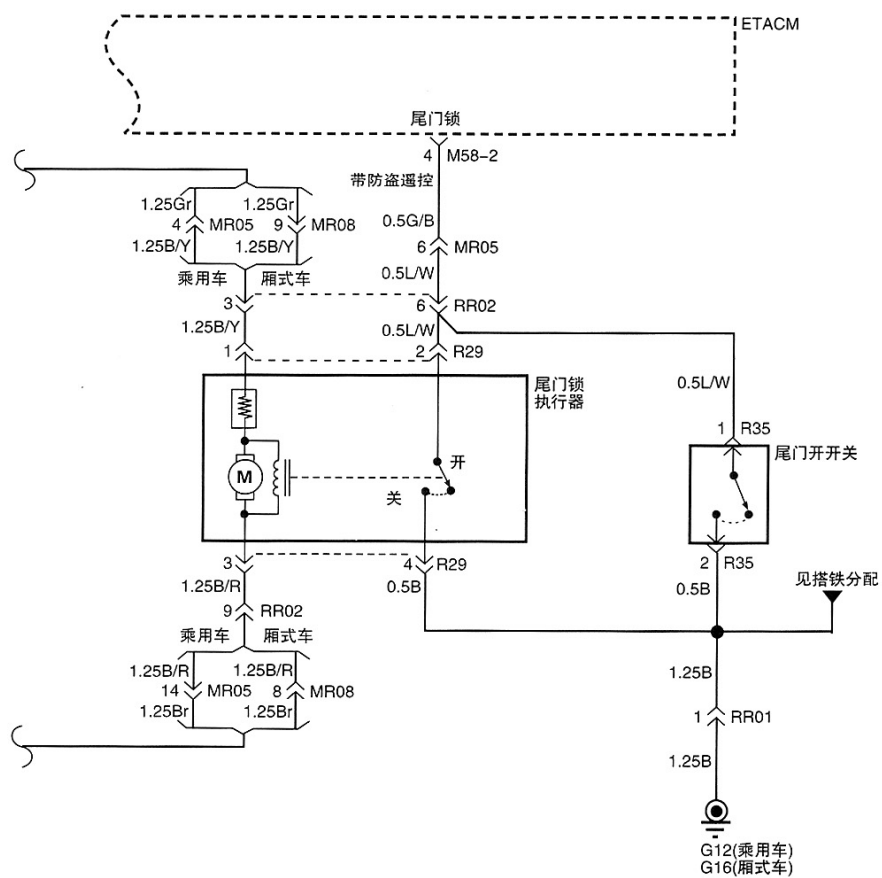 ETACM
尾门锁
4 M58-2
带防盗遥控
1.25Gr 1.25Gr 0.5G/B
4 MR05 9 MR08
1.25B/Y 1.25B/Y 6 MR05
乘用车 厢式车 0.5L/W
3 6 RR02
1.25B/Y 0.5L/W
1 2 R29
尾门锁
执行器
0.5L/W
1 R35
尾门开开关
M
开
关
3 4 R29 2 R35
1.25B/R 0.5B 0.5B 见搭铁分配
9 RR02
乘用车 厢式车
1.25B/R 1.25B/R 1.25B
14 MR05 8 MR08
1.25Br 1.25Br 1 RR01
1.25B
G12(乘用车)
G16(厢式车)